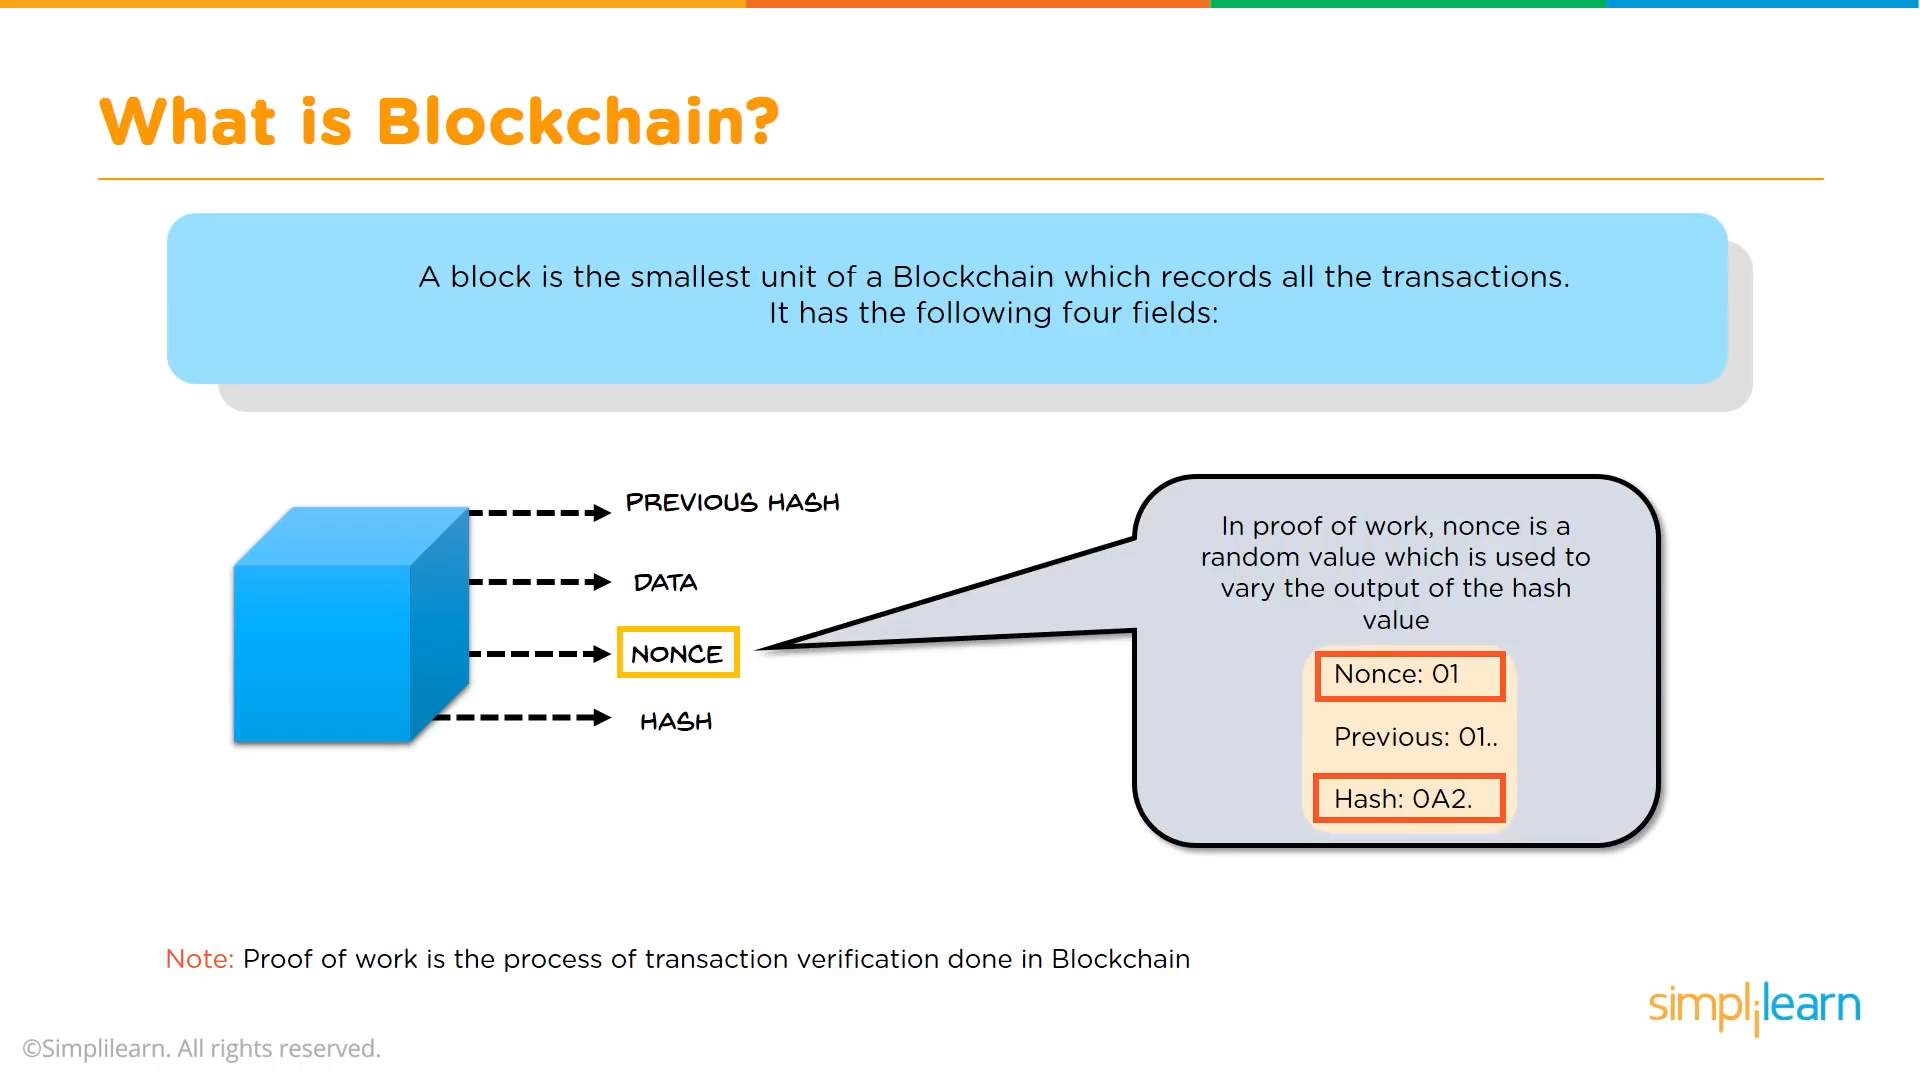 What is Blockchain?
A block is the smallest unit of a Blockchain which records all the transactions.
It has the following four fields:
PREVIOUS HASH
DATA
NONCE
HASH
In proof of work, nonce is a
random value which is used to
vary the output of the hash
value
Nonce: 01
Previous: 01..
Hash: 0A2.
Note: Proof of work is the process of transaction verification done in Blockchain
simplilearn
©Simplilearn. All rights reserved.